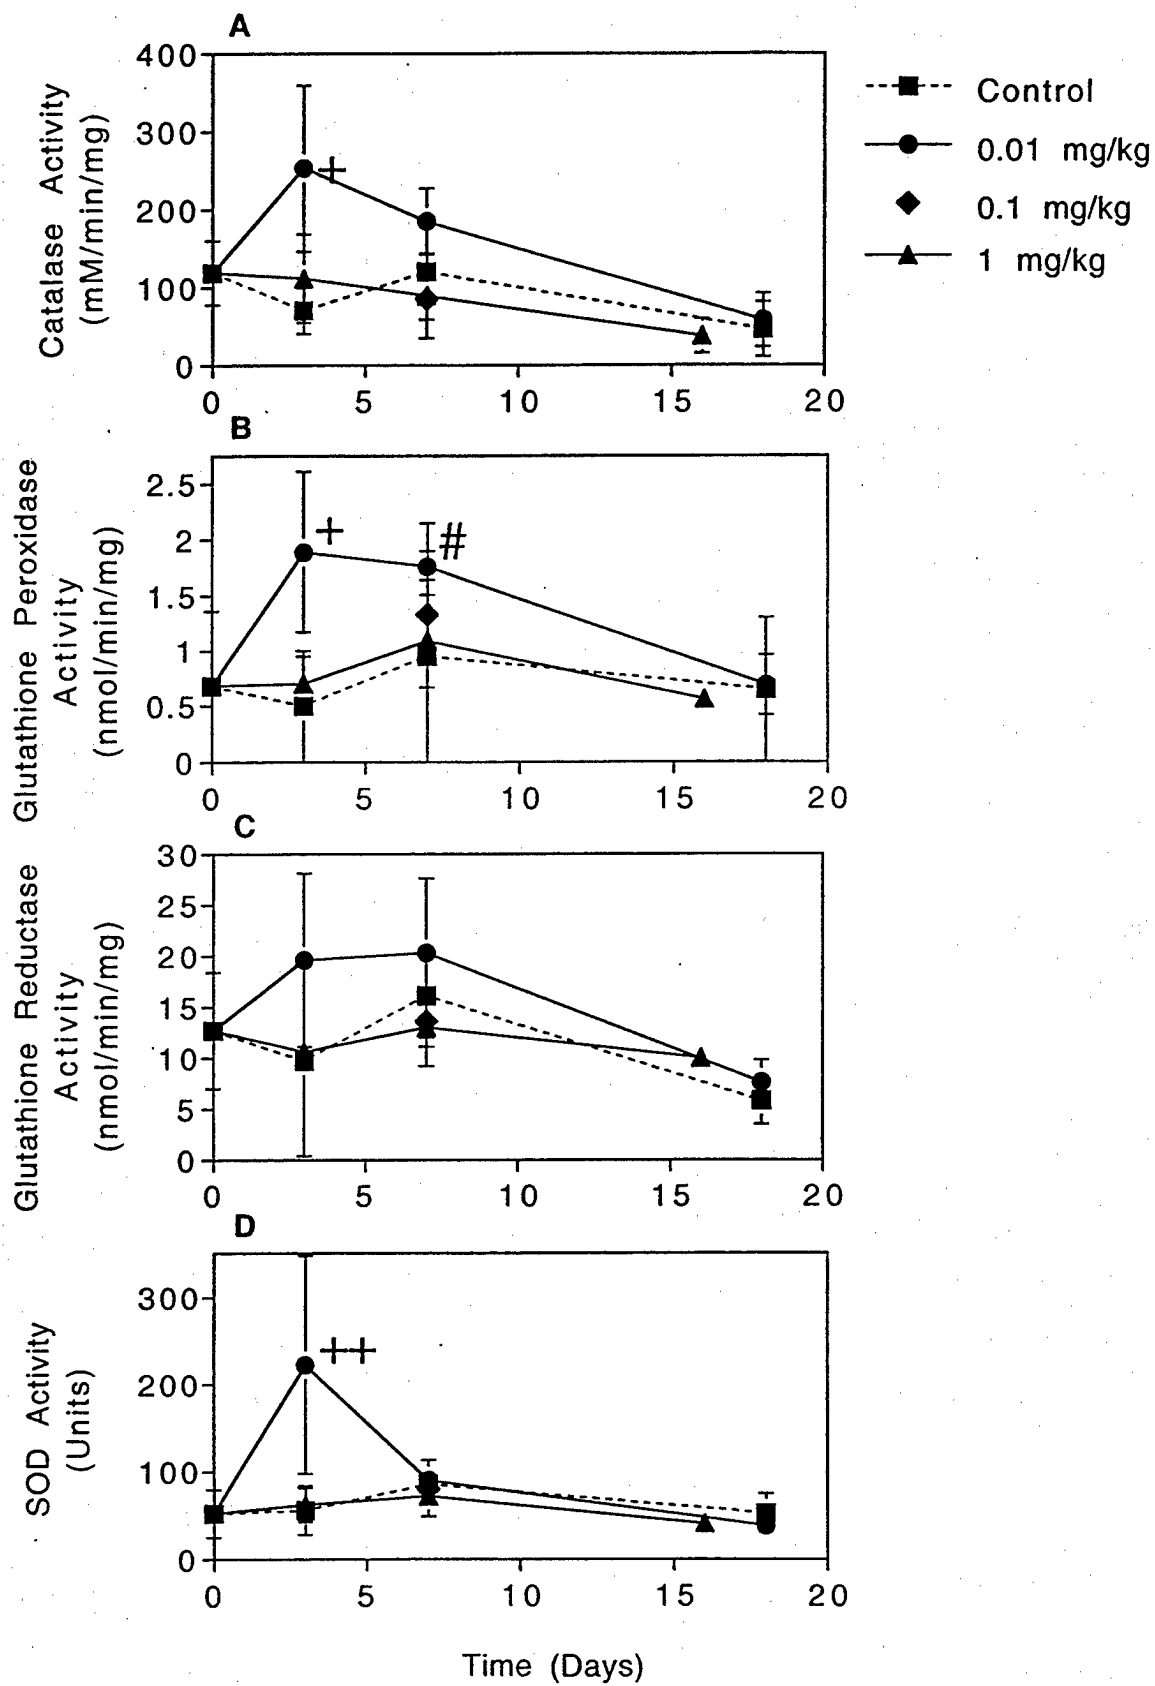 A
400
300
200
100
0
Catalase Activity
(mM/min/mg)
0 5 10 15 20
Control
0.01 mg/kg
0.1 mg/kg
1 mg/kg
+
B
2.5
2
1.5
1
0.5
0
Glutathione Peroxidase
Activity
(nmol/min/mg)
0 5 10 15 20
+ #
C
30
25
20
15
10
5
0
Glutathione Reductase
Activity
(nmol/min/mg)
0 5 10 15 20
D
300
200
100
0
SOD Activity
(Units)
0 5 10 15 20
++
Time (Days)